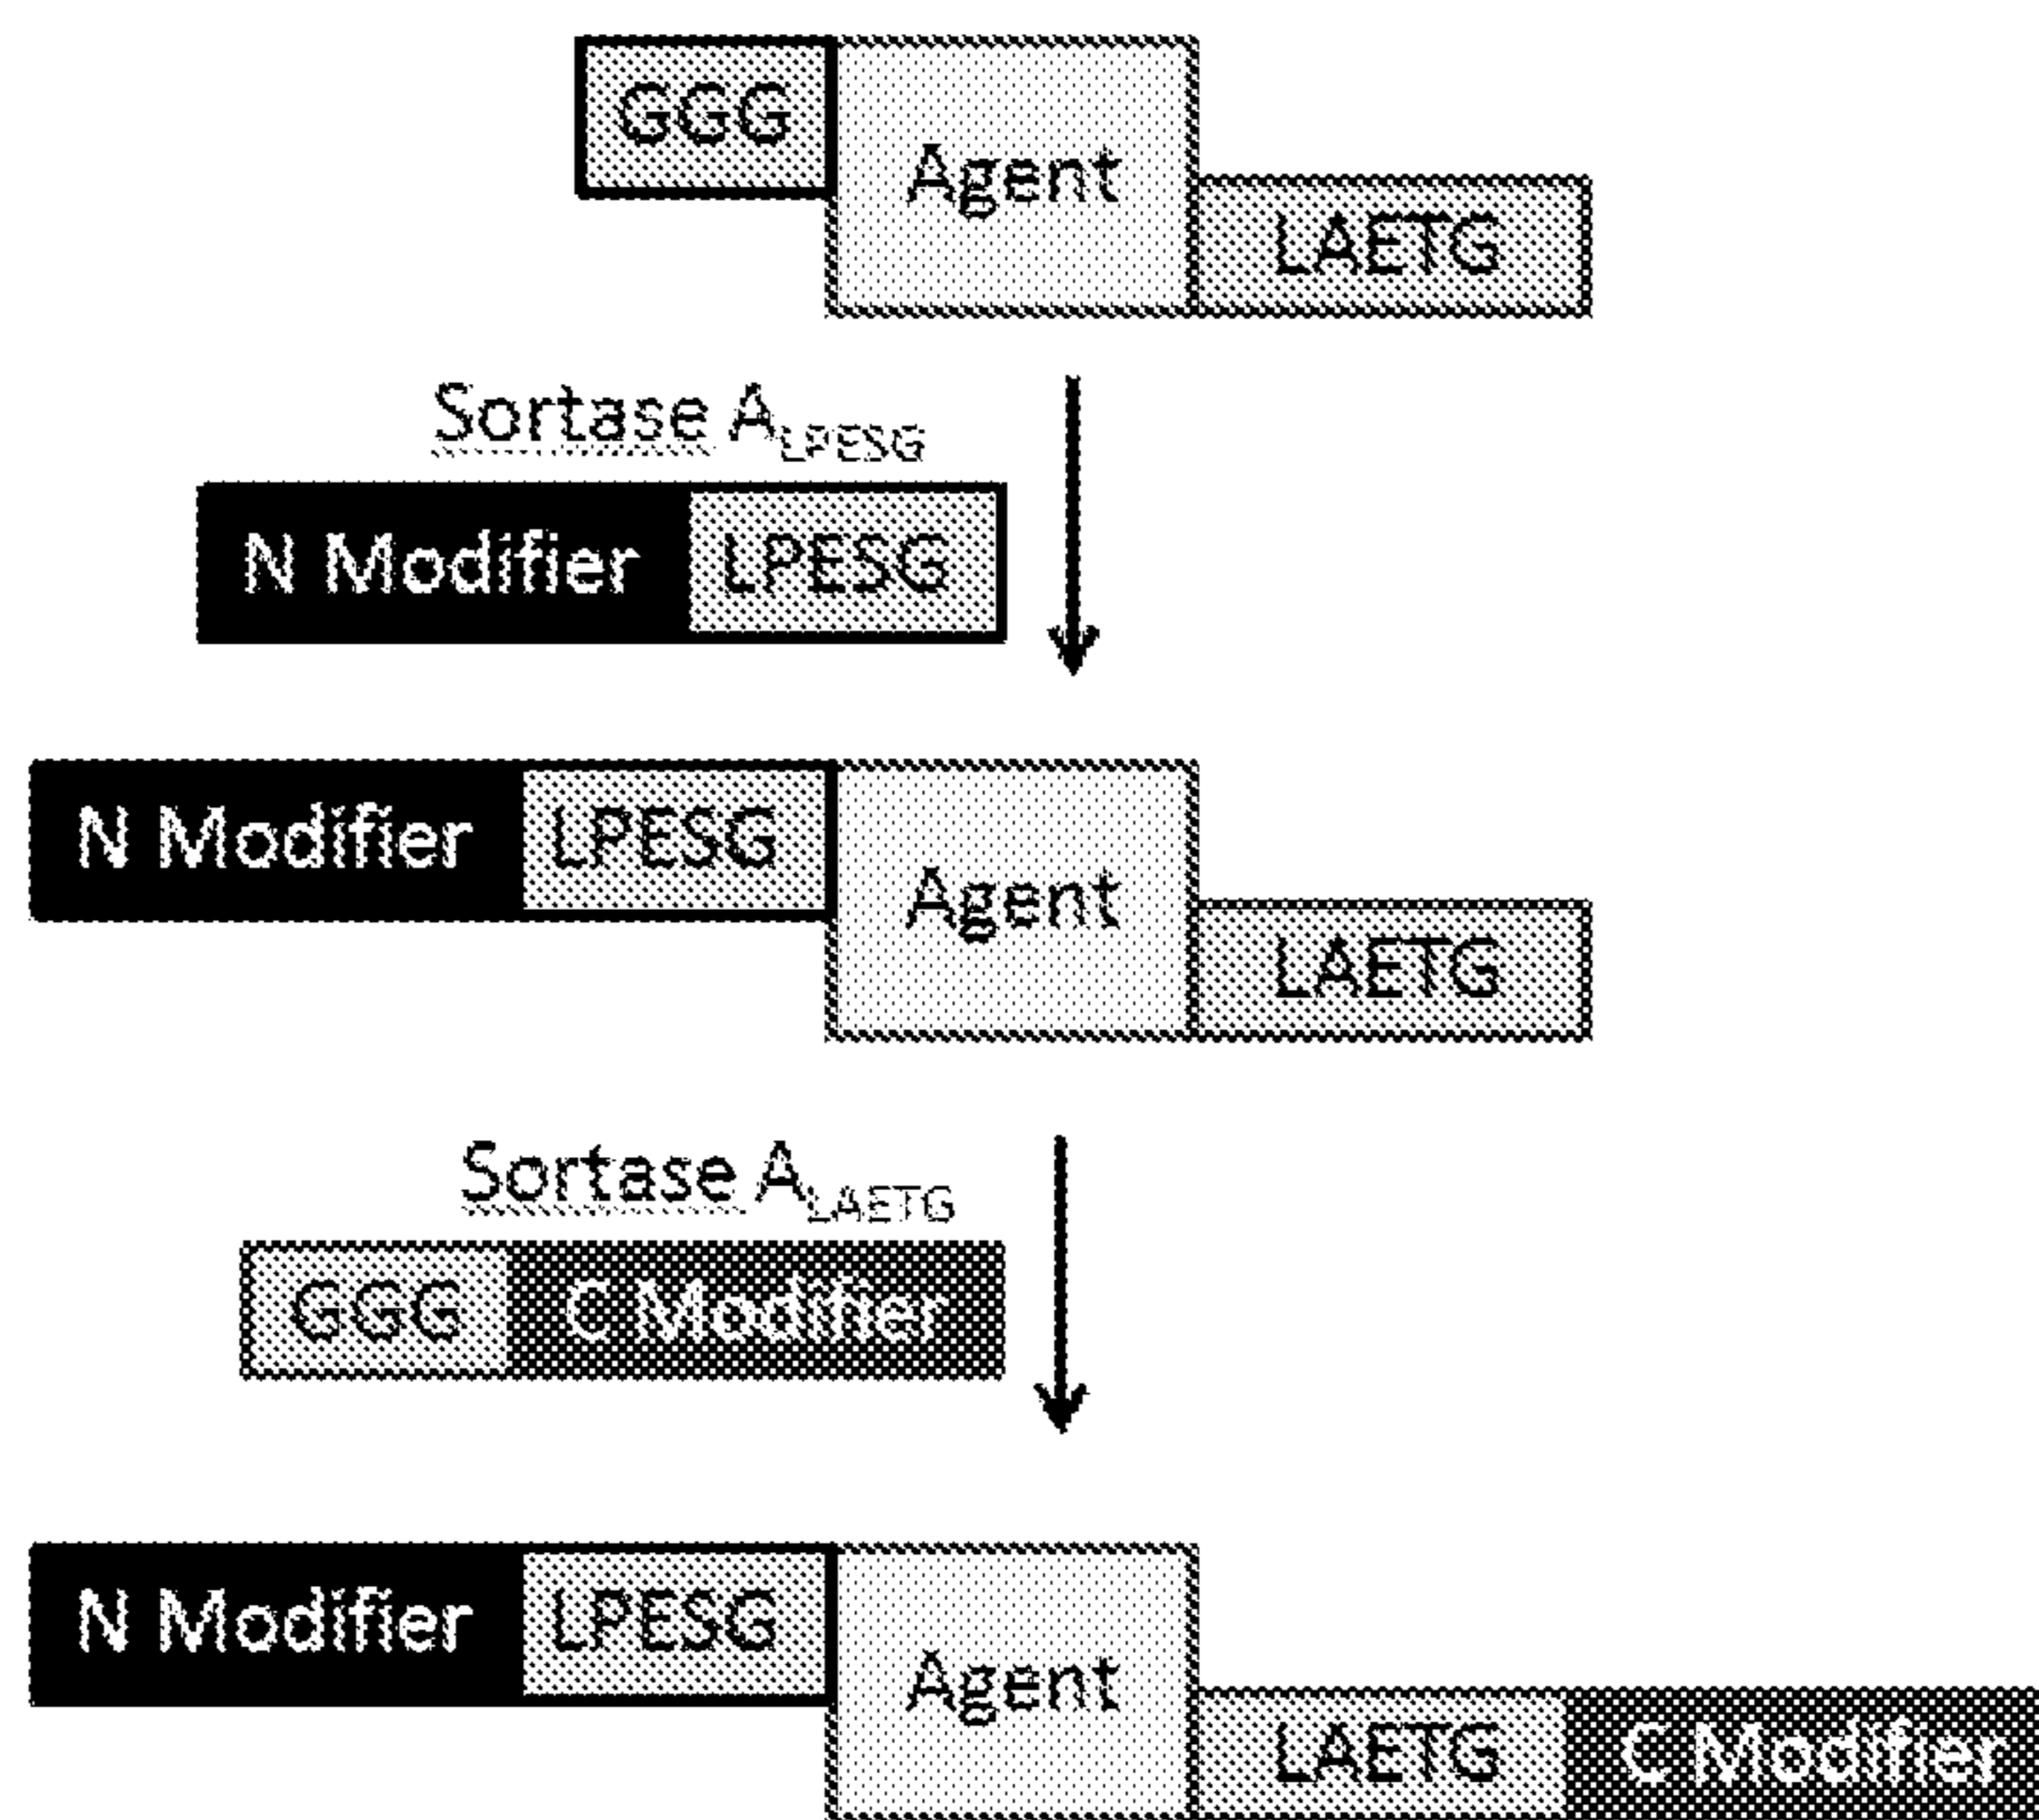 GGG
Agent
LAETG
Sortase A LPESG
N Modifier LPESG
N Modifier LPESG
Agent
LAETG
Sortase A LAETG
GGG C Modifier
N Modifier LPESG
Agent
LAETG C Modifier